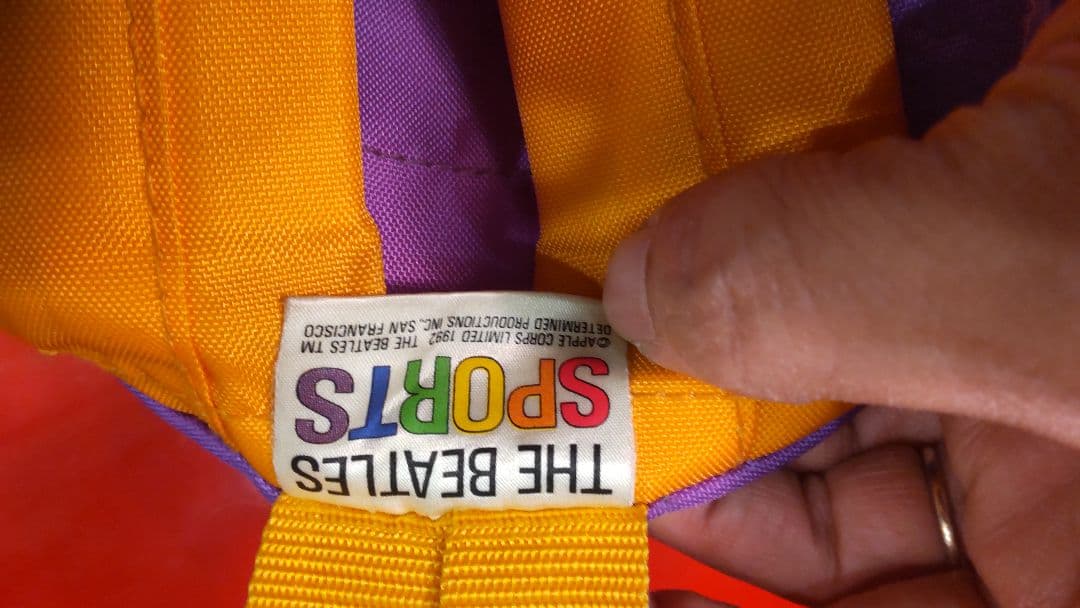 THE BEATLES
SPORTS
©APPLE CORPS LIMITED 1992 THE BEATLES TM
DETERMINED PRODUCTIONS, INC., SAN FRANCISCO